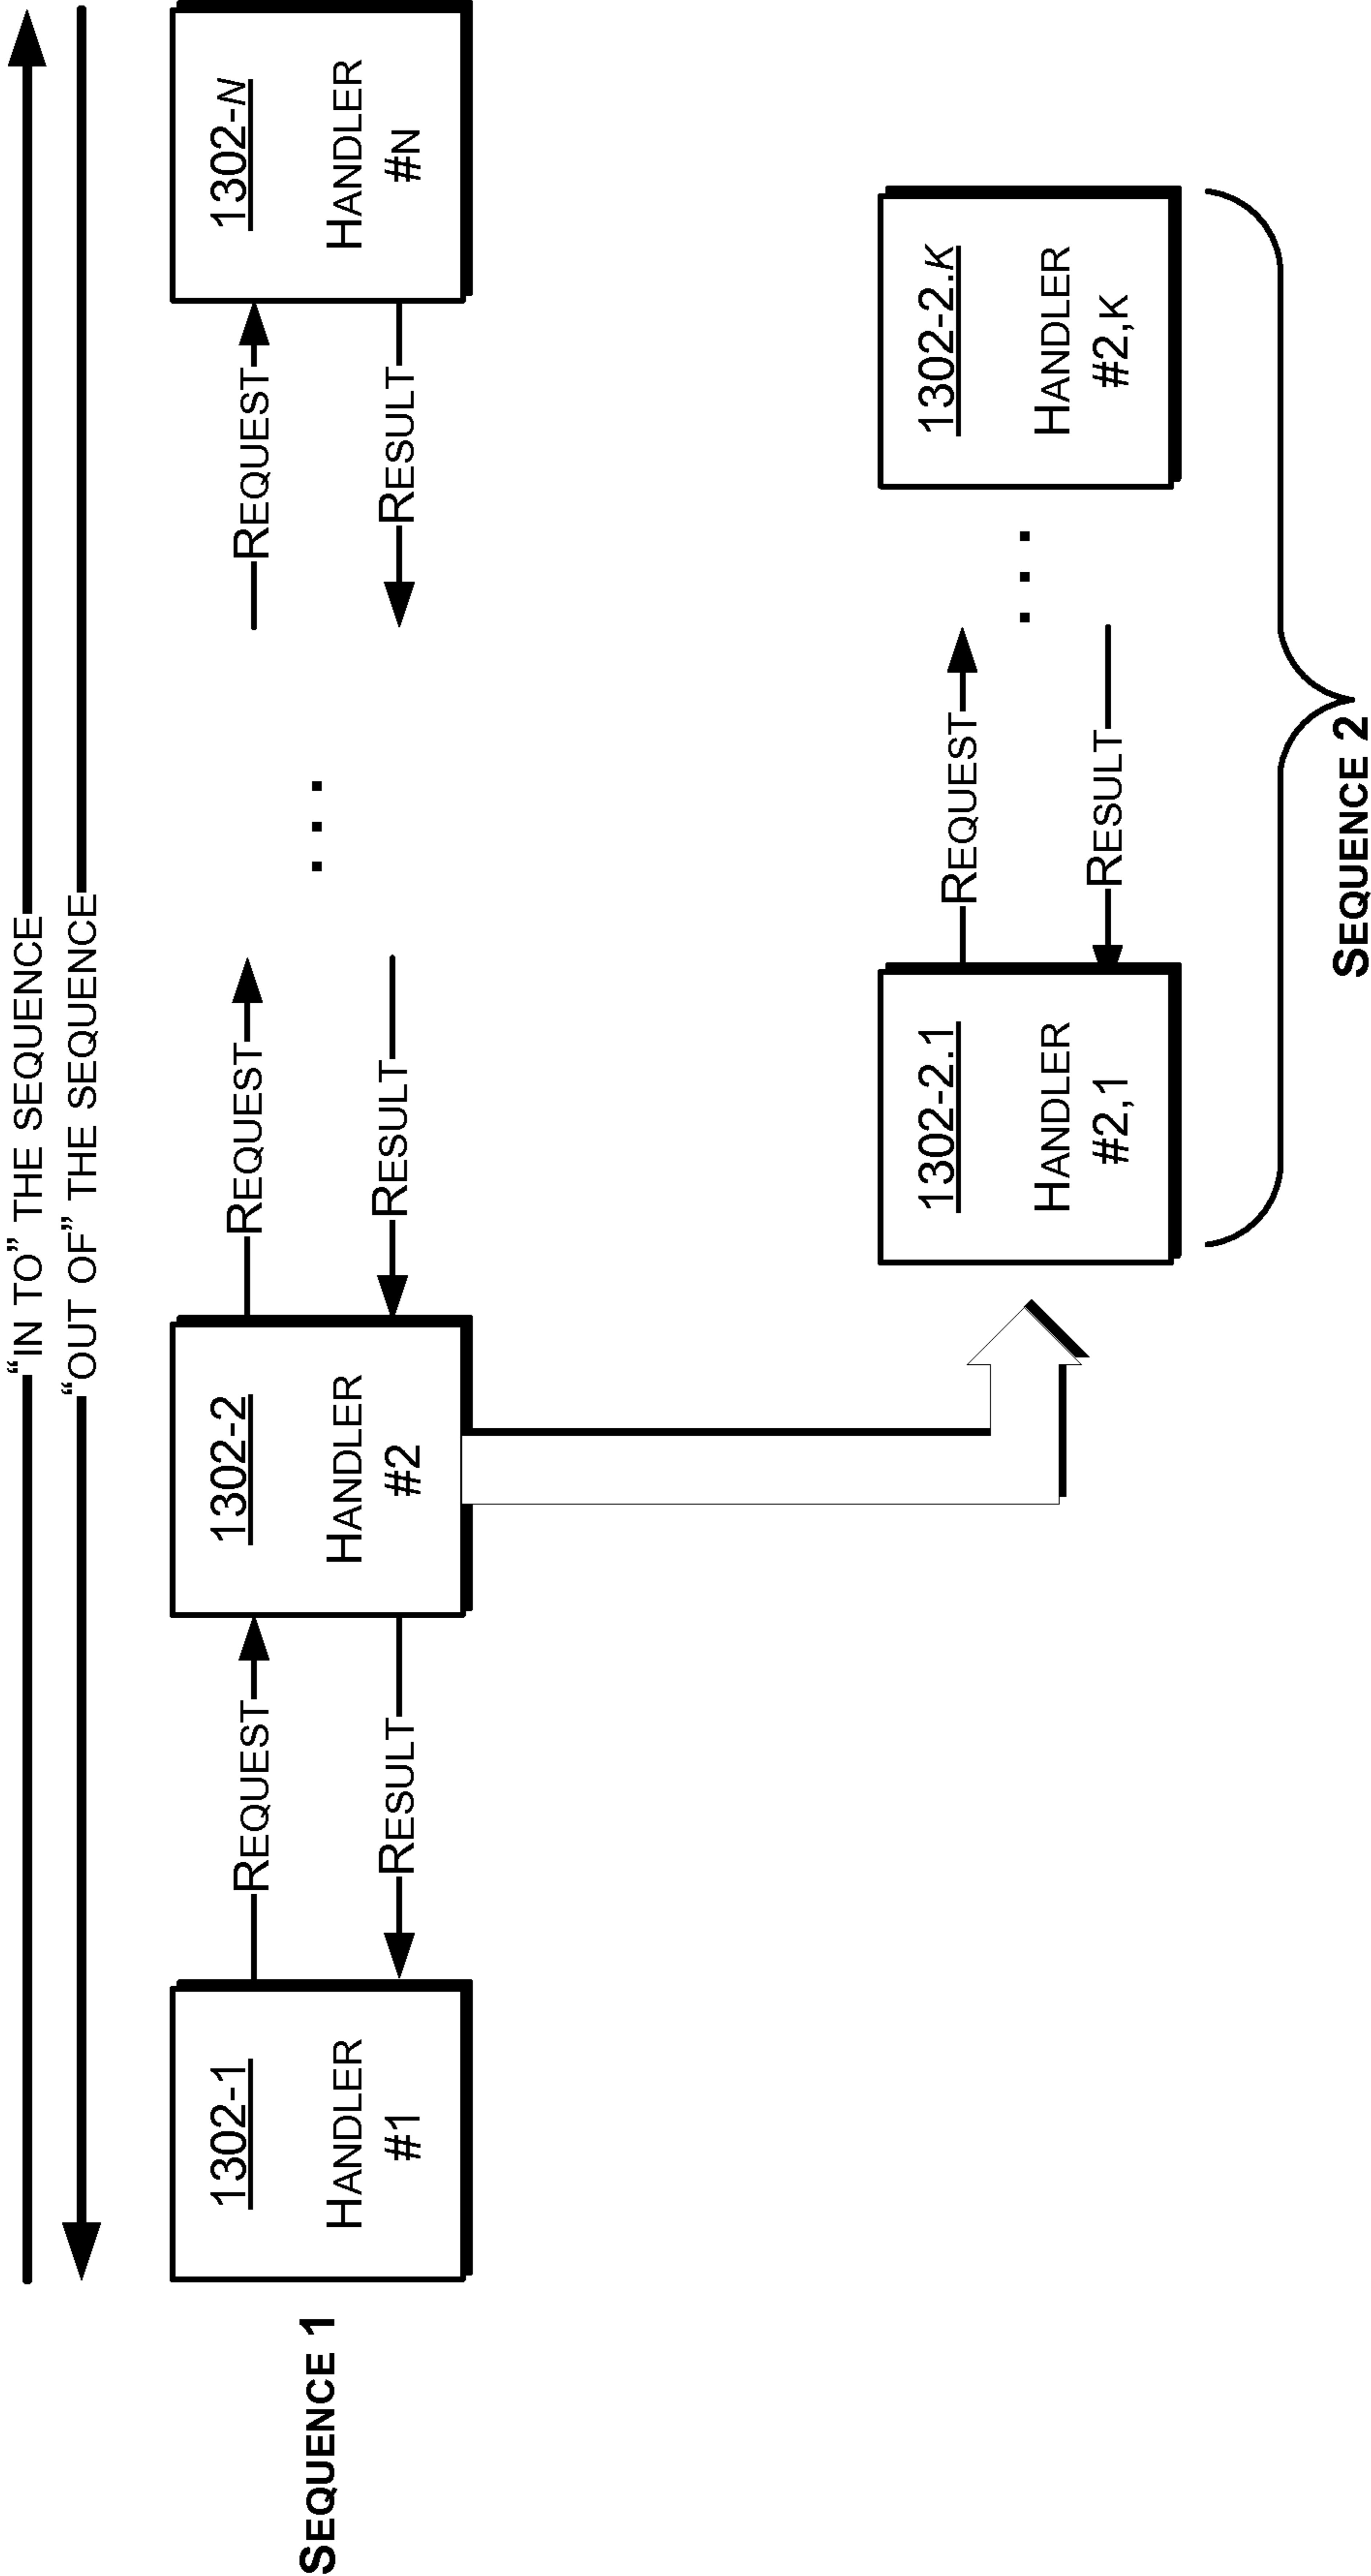 “IN TO” THE SEQUENCE
“OUT OF” THE SEQUENCE
SEQUENCE 1
1302-1
HANDLER
#1
REQUEST
RESULT
1302-2
HANDLER
#2
REQUEST
RESULT
. . .
REQUEST
RESULT
1302-N
HANDLER
#N
1302-2.1
HANDLER
#2,1
REQUEST
RESULT
. . .
1302-2.K
HANDLER
#2,K
SEQUENCE 2